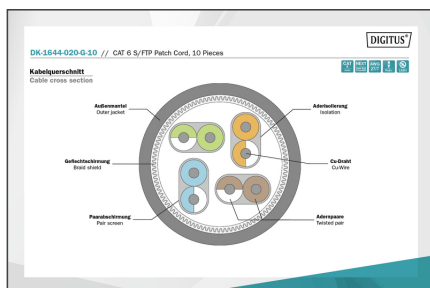 DIGITUS®
DK-1644-020-G-10 // CAT 6 S/FTP Patch Cord, 10 Pieces
Kabelquerschnitt
Cable cross section
Außenmantel
Outer jacket
Aderisolierung
Isolation
Geflechtschirmung
Braid shield
Cu-Draht
Cu-Wire
Paarabschirmung
Pair screen
Adernpaare
Twisted pair